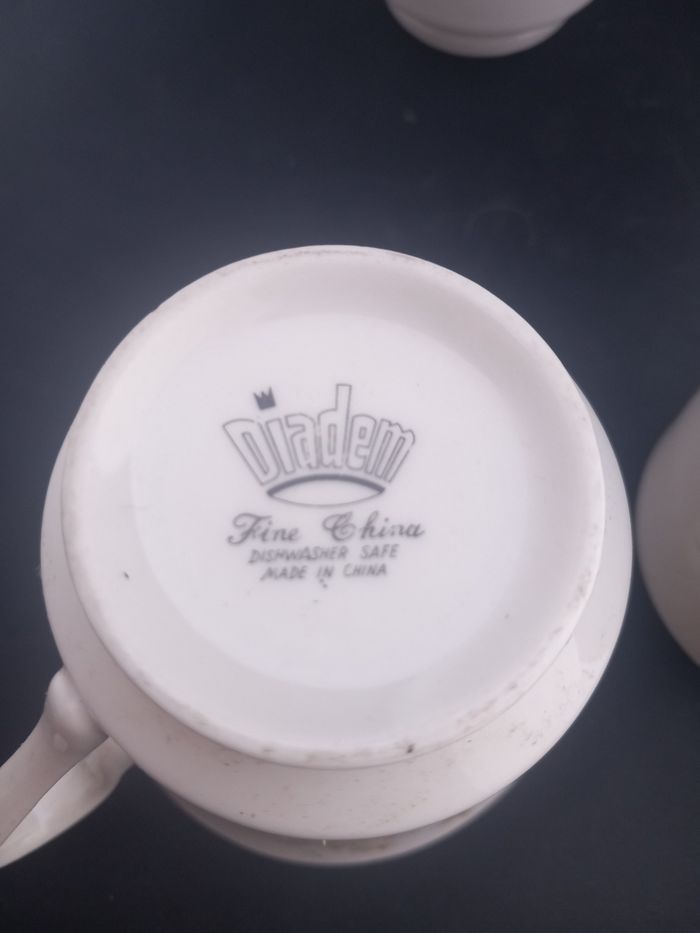 Diadem
Fine China
DISHWASHER SAFE
MADE IN CHINA